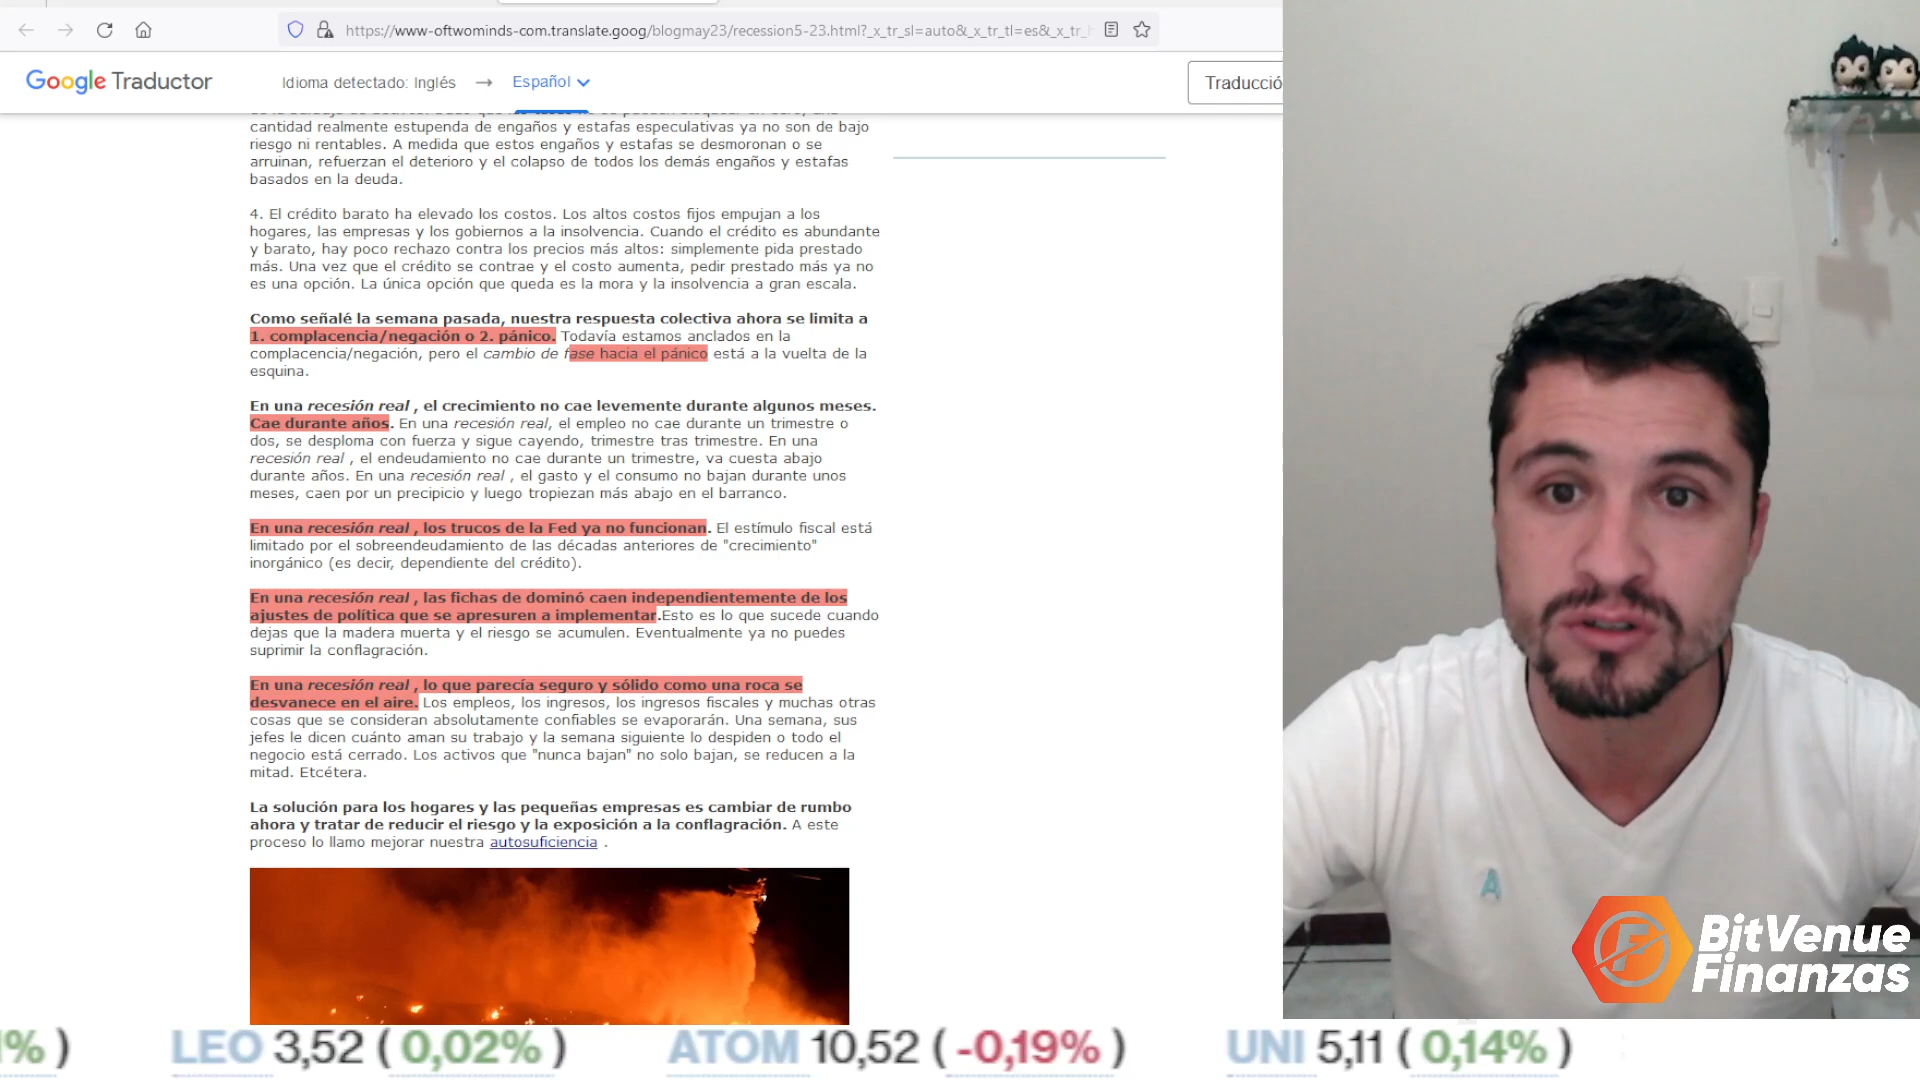 https://www-oftwominds-com.translate.goog/blogmay23/recession5-23.html?_x_tr_sl=auto&_x_tr_tl=es&_x_tr_
Google Traductor
Idioma detectado: Inglés → Español
Traducció
cantidad realmente estupenda de engaños y estafas especulativas ya no son de bajo
riesgo ni rentables. A medida que estos engaños y estafas se desmoronan o se
arruinan, refuerzan el deterioro y el colapso de todos los demás engaños y estafas
basados en la deuda.
4. El crédito barato ha elevado los costos. Los altos costos fijos empujan a los
hogares, las empresas y los gobiernos a la insolvencia. Cuando el crédito es abundante
y barato, hay poco rechazo contra los precios más altos: simplemente pida prestado
más. Una vez que el crédito se contrae y el costo aumenta, pedir prestado más ya no
es una opción. La única opción que queda es la mora y la insolvencia a gran escala.
Como señalé la semana pasada, nuestra respuesta colectiva ahora se limita a
1. complacencia/negación o 2. pánico. Todavía estamos anclados en la
complacencia/negación, pero el cambio de fase hacia el pánico está a la vuelta de la
esquina.
En una recesión real , el crecimiento no cae levemente durante algunos meses.
Cae durante años. En una recesión real, el empleo no cae durante un trimestre o
dos, se desploma con fuerza y sigue cayendo, trimestre tras trimestre. En una
recesión real , el endeudamiento no cae durante un trimestre, va cuesta abajo
durante años. En una recesión real , el gasto y el consumo no bajan durante unos
meses, caen por un precipicio y luego tropiezan más abajo en el barranco.
En una recesión real , los trucos de la Fed ya no funcionan. El estímulo fiscal está
limitado por el sobreendeudamiento de las décadas anteriores de "crecimiento"
inorgánico (es decir, dependiente del crédito).
En una recesión real , las fichas de dominó caen independientemente de los
ajustes de política que se apresuren a implementar.Esto es lo que sucede cuando
dejas que la madera muerta y el riesgo se acumulen. Eventualmente ya no puedes
suprimir la conflagración.
En una recesión real , lo que parecía seguro y sólido como una roca se
desvanece en el aire. Los empleos, los ingresos, los ingresos fiscales y muchas otras
cosas que se consideran absolutamente confiables se evaporarán. Una semana, sus
jefes le dicen cuánto aman su trabajo y la semana siguiente lo despiden o todo el
negocio está cerrado. Los activos que "nunca bajan" no solo bajan, se reducen a la
mitad. Etcétera.
La solución para los hogares y las pequeñas empresas es cambiar de rumbo
ahora y tratar de reducir el riesgo y la exposición a la conflagración. A este
proceso lo llamo mejorar nuestra autosuficiencia .
A
BitVenue
Finanzas
% ) LEO 3,52 ( 0,02% ) ATOM 10,52 ( -0,19% ) UNI 5,11 ( 0,14% )